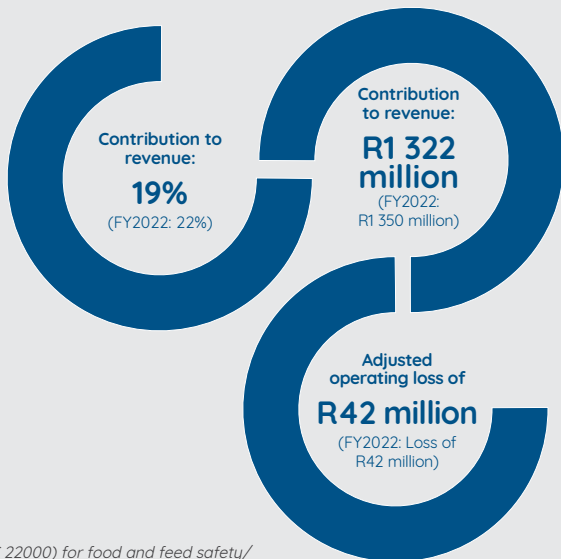 Contribution to
revenue:
19%
(FY2022: 22%)
Contribution
to revenue:
R1 322
million
(FY2022:
R1 350 million)
Adjusted
operating loss of
R42 million
(FY2022: Loss of
R42 million)
22000) for food and feed safety/